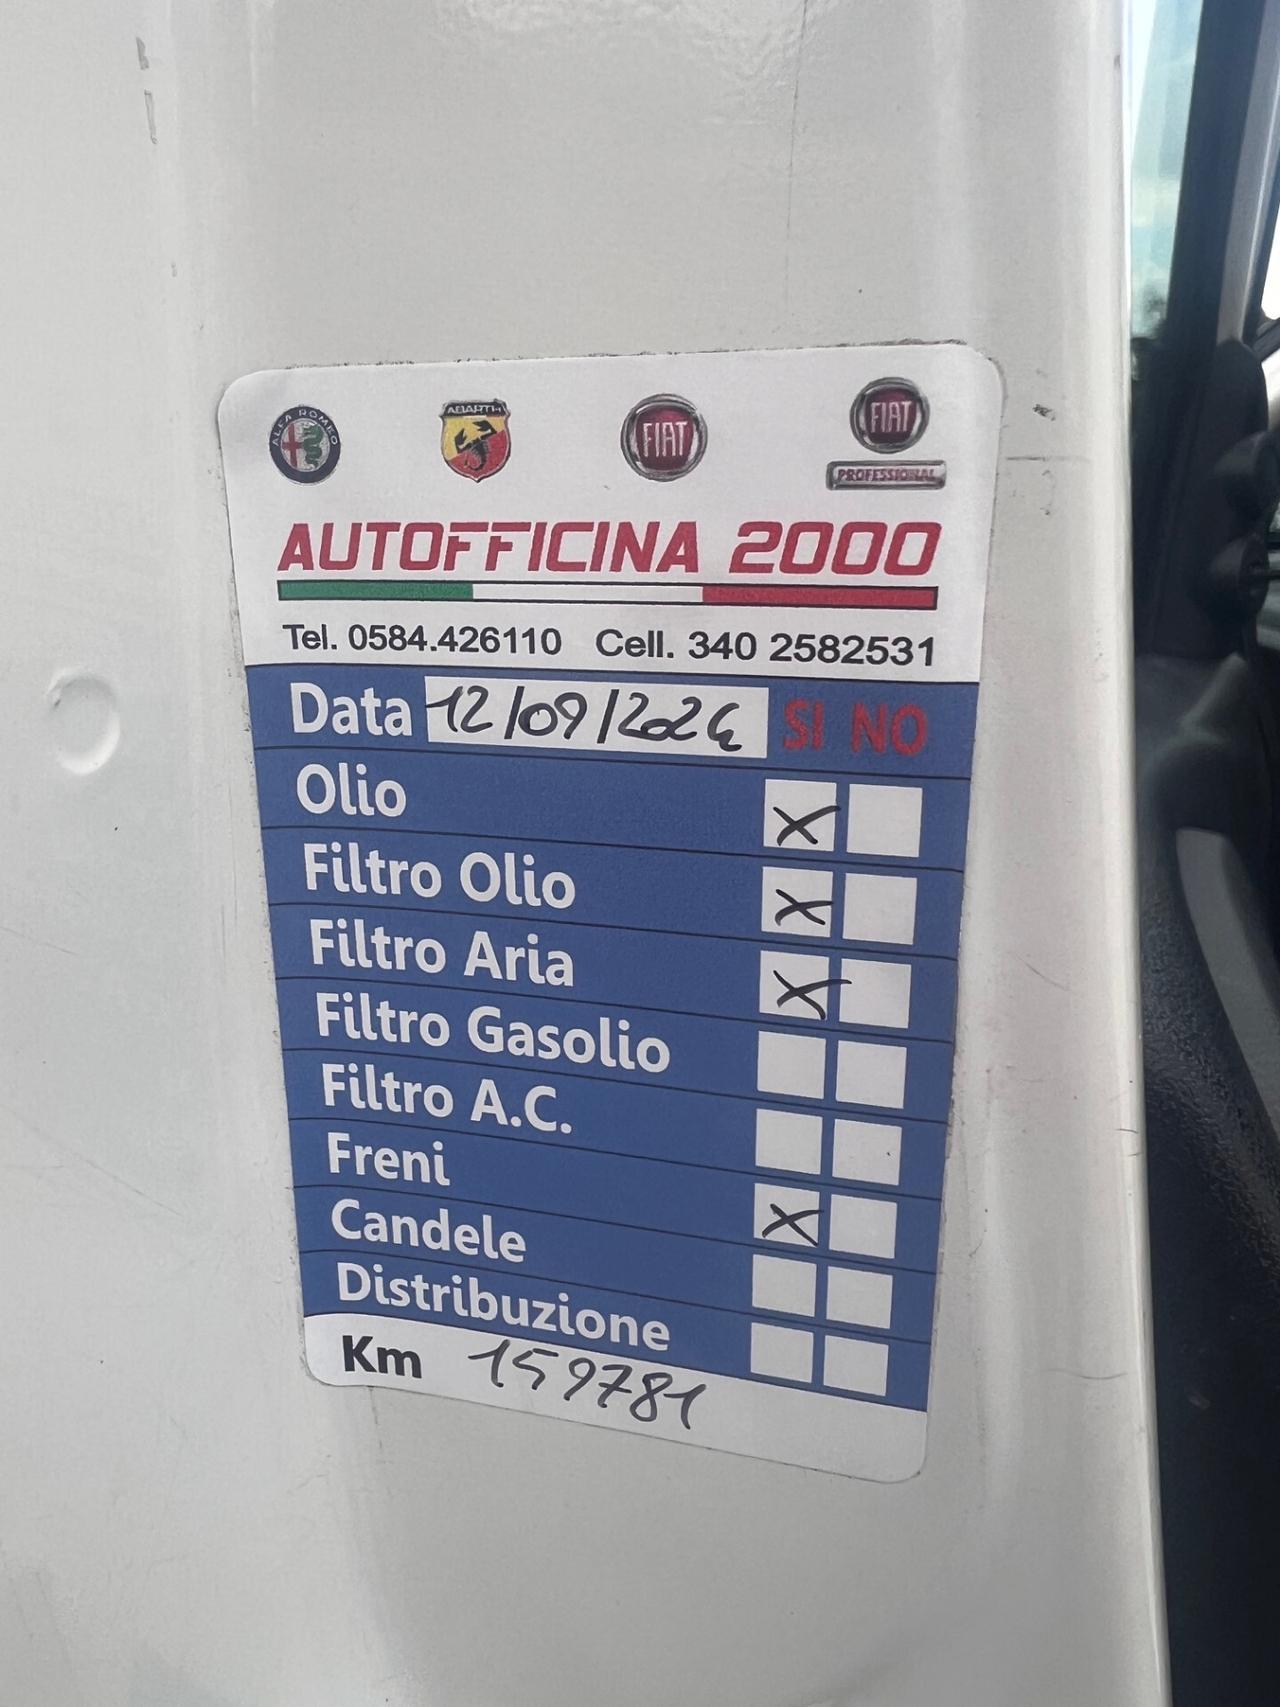 ALFA ROMEO
ABARTH
FIAT
FIAT
PROFESSIONAL
AUTOFFICINA 2000
Tel. 0584.426110 Cell. 340 2582531
Data 12/09/2024 SI NO
Olio X
Filtro Olio X
Filtro Aria X
Filtro Gasolio
Filtro A.C.
Freni X
Candele
Distribuzione
Km 159781